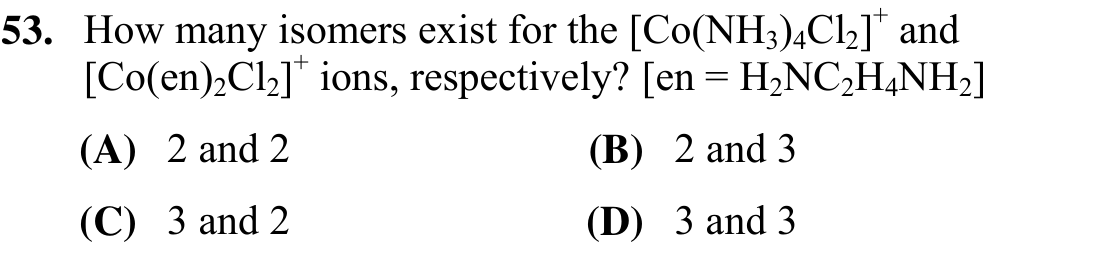 53. How many isomers exist for the [Co(NH₃)₄Cl₂]⁺ and
[Co(en)₂Cl₂]⁺ ions, respectively? [en = H₂NC₂H₄NH₂]
(A) 2 and 2 (B) 2 and 3
(C) 3 and 2 (D) 3 and 3